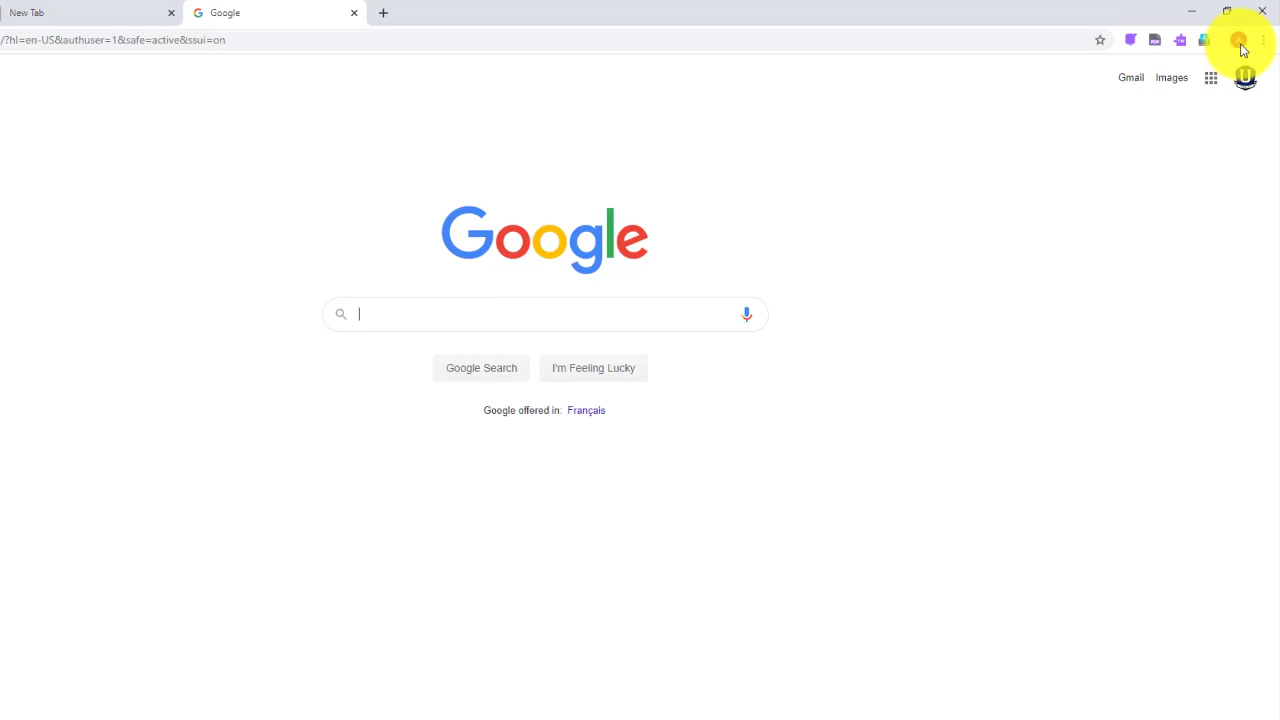 New Tab
Google
/?hl=en-US&authuser=1&safe=active&ssui=on
Gmail Images
Google
Google Search I'm Feeling Lucky
Google offered in: Français